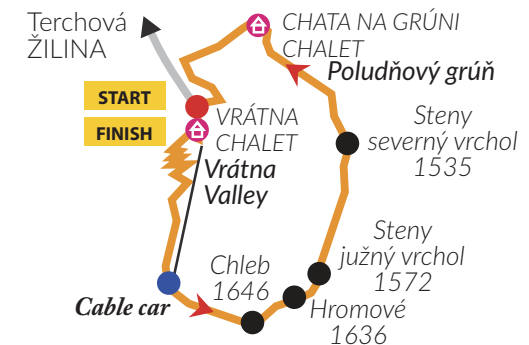 Terchová
ŽILINA
CHATA NA GRÚNI
CHALET
Poludňový grúň
START
FINISH
VRÁTNA
CHALET
Vrátna
Valley
Steny
severný vrchol
1535
Steny
južný vrchol
1572
Chleb
1646
Hromové
1636
Cable car